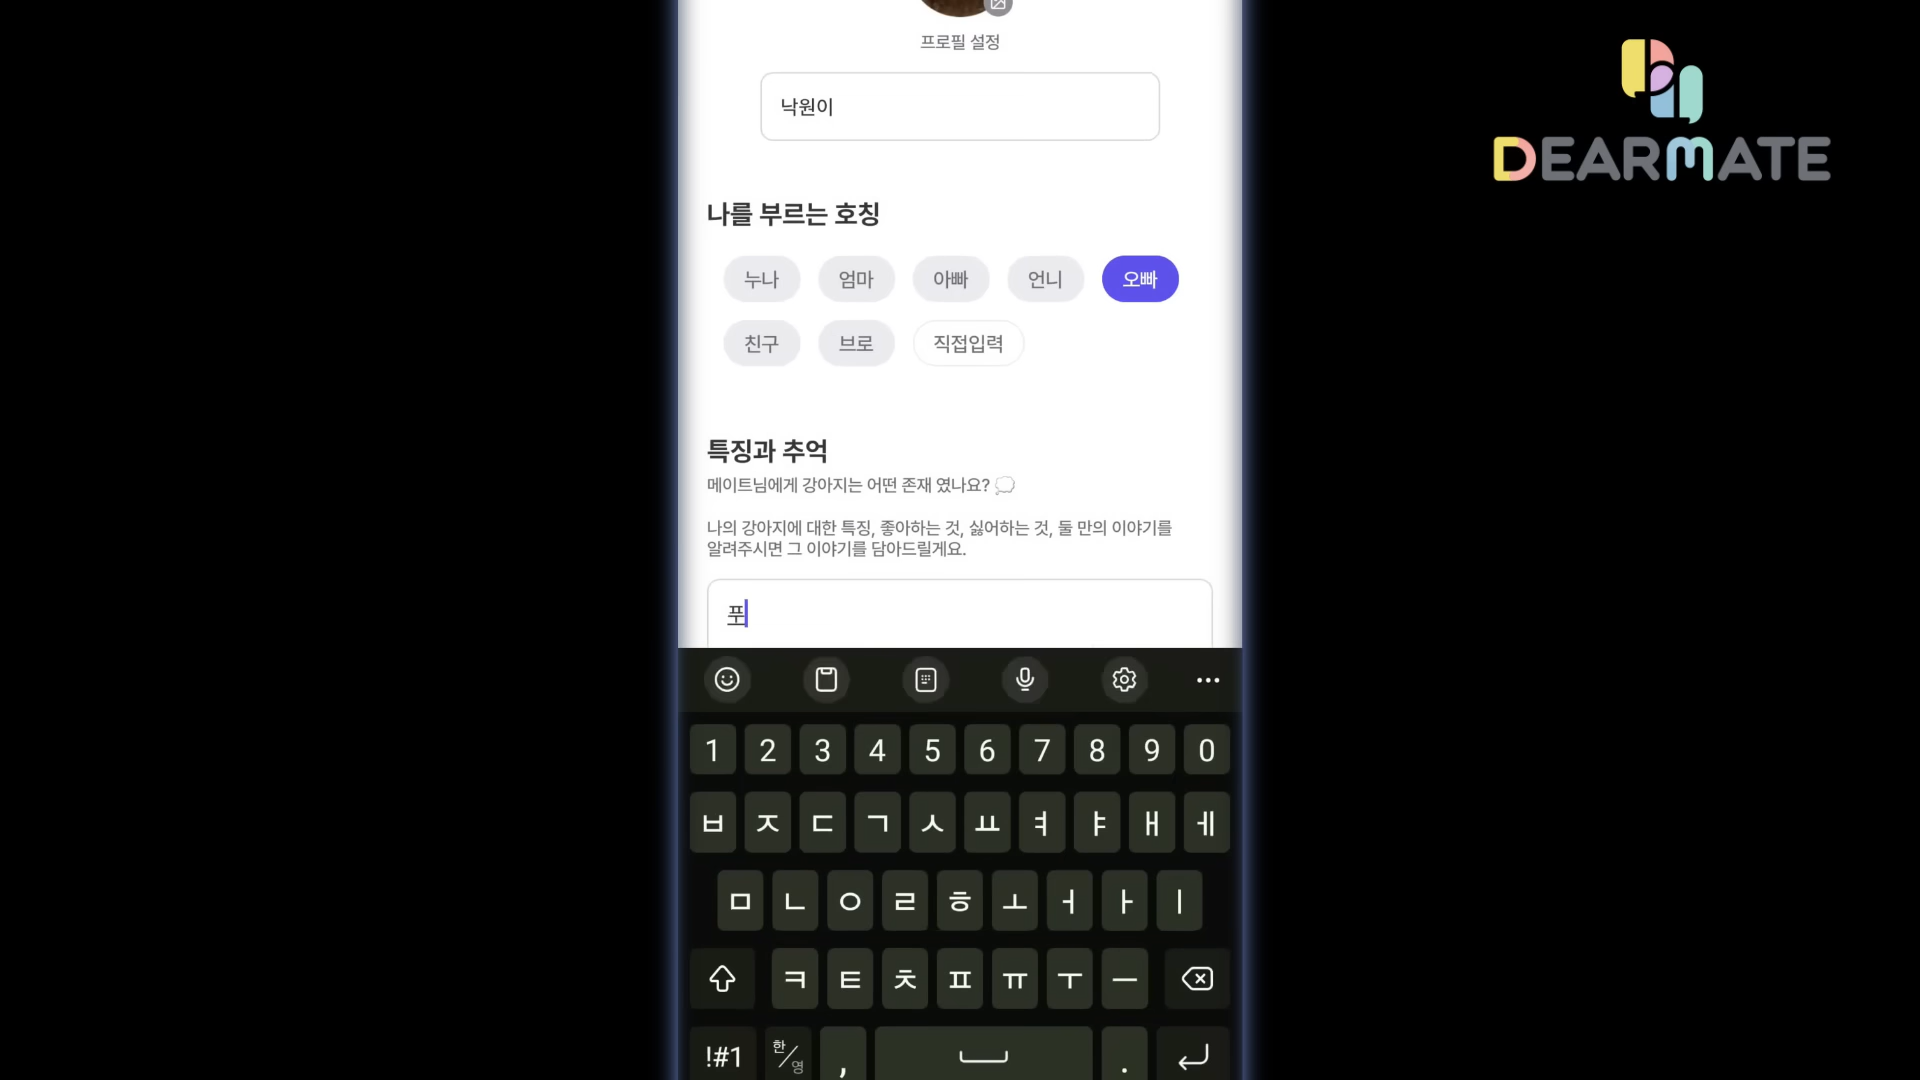 DEARMATE
프로필 설정
낙원이
나를 부르는 호칭
누나 엄마 아빠 언니 오빠
친구 브로 직접입력
특징과 추억
메이트님에게 강아지는 어떤 존재 였나요?
나의 강아지에 대한 특징, 좋아하는 것, 싫어하는 것, 둘 만의 이야기를
알려주시면 그 이야기를 담아드릴게요.
포
1 2 3 4 5 6 7 8 9 0
ㅂ ㅈ ㄷ ㄱ ㅅ ㅛ ㅕ ㅑ ㅐ ㅔ
ㅁ ㄴ ㅇ ㄹ ㅎ ㅗ ㅓ ㅏ ㅣ
ㅋ ㅌ ㅊ ㅍ ㅠ ㅜ ㅡ
!#1 한/영 , .